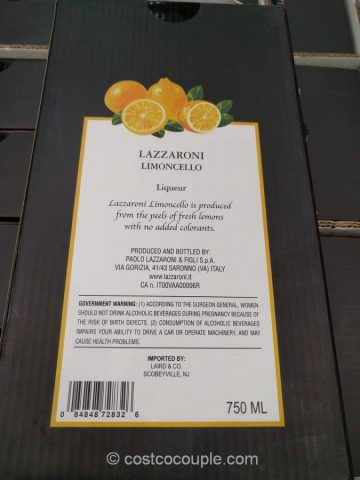 LAZZARONI
LIMONCELLO
Liqueur
Lazzaroni Limoncello is produced
from the peels of fresh lemons
with no added colorants.
PRODUCED AND BOTTLED BY:
PAOLO LAZZARONI & FIGLI S.p.A.
VIA GORIZIA, 41/43 SARONNO (VA) ITALY
www.lazzaroni.it
CA n. IT00VAA00006R
GOVERNMENT WARNING: (1) ACCORDING TO THE SURGEON GENERAL, WOMEN
SHOULD NOT DRINK ALCOHOLIC BEVERAGES DURING PREGNANCY BECAUSE OF
THE RISK OF BIRTH DEFECTS. (2) CONSUMPTION OF ALCOHOLIC BEVERAGES
IMPAIRS YOUR ABILITY TO DRIVE A CAR OR OPERATE MACHINERY, AND MAY
CAUSE HEALTH PROBLEMS.
IMPORTED BY:
LAIRD & CO.
SCOBEYVILLE, NJ
0 84848 72832 6
750 ML
© costcocouple.com